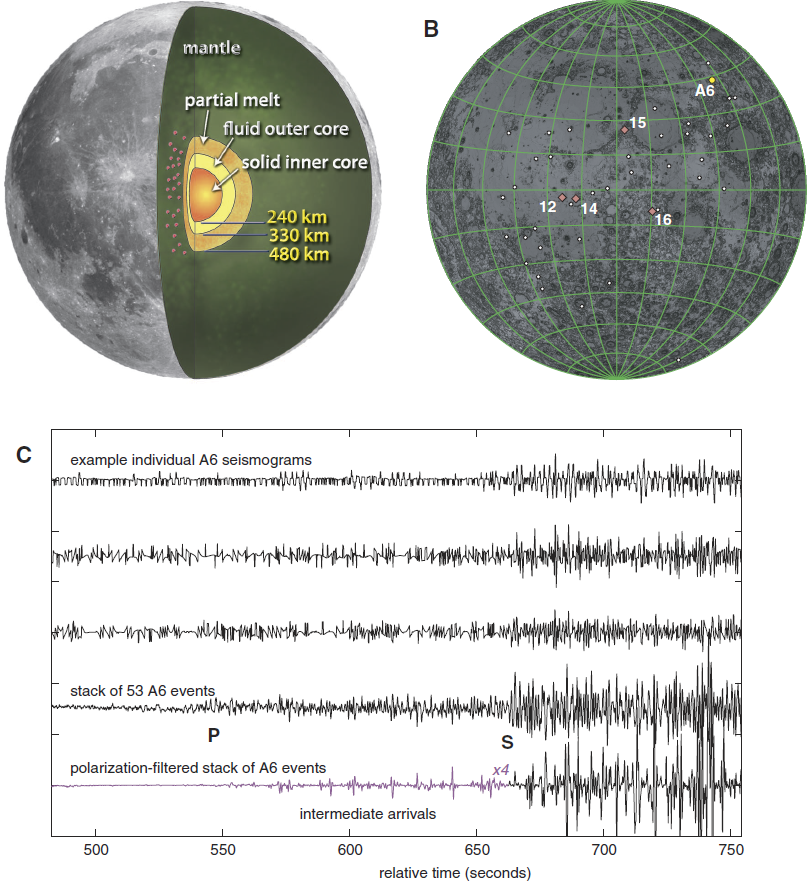 mantle
partial melt
fluid outer core
solid inner core
240 km
330 km
480 km
B
A6
15
12
14
16
C
example individual A6 seismograms
stack of 53 A6 events
P
S
polarization-filtered stack of A6 events
x4
intermediate arrivals
500
550
600
650
700
750
relative time (seconds)